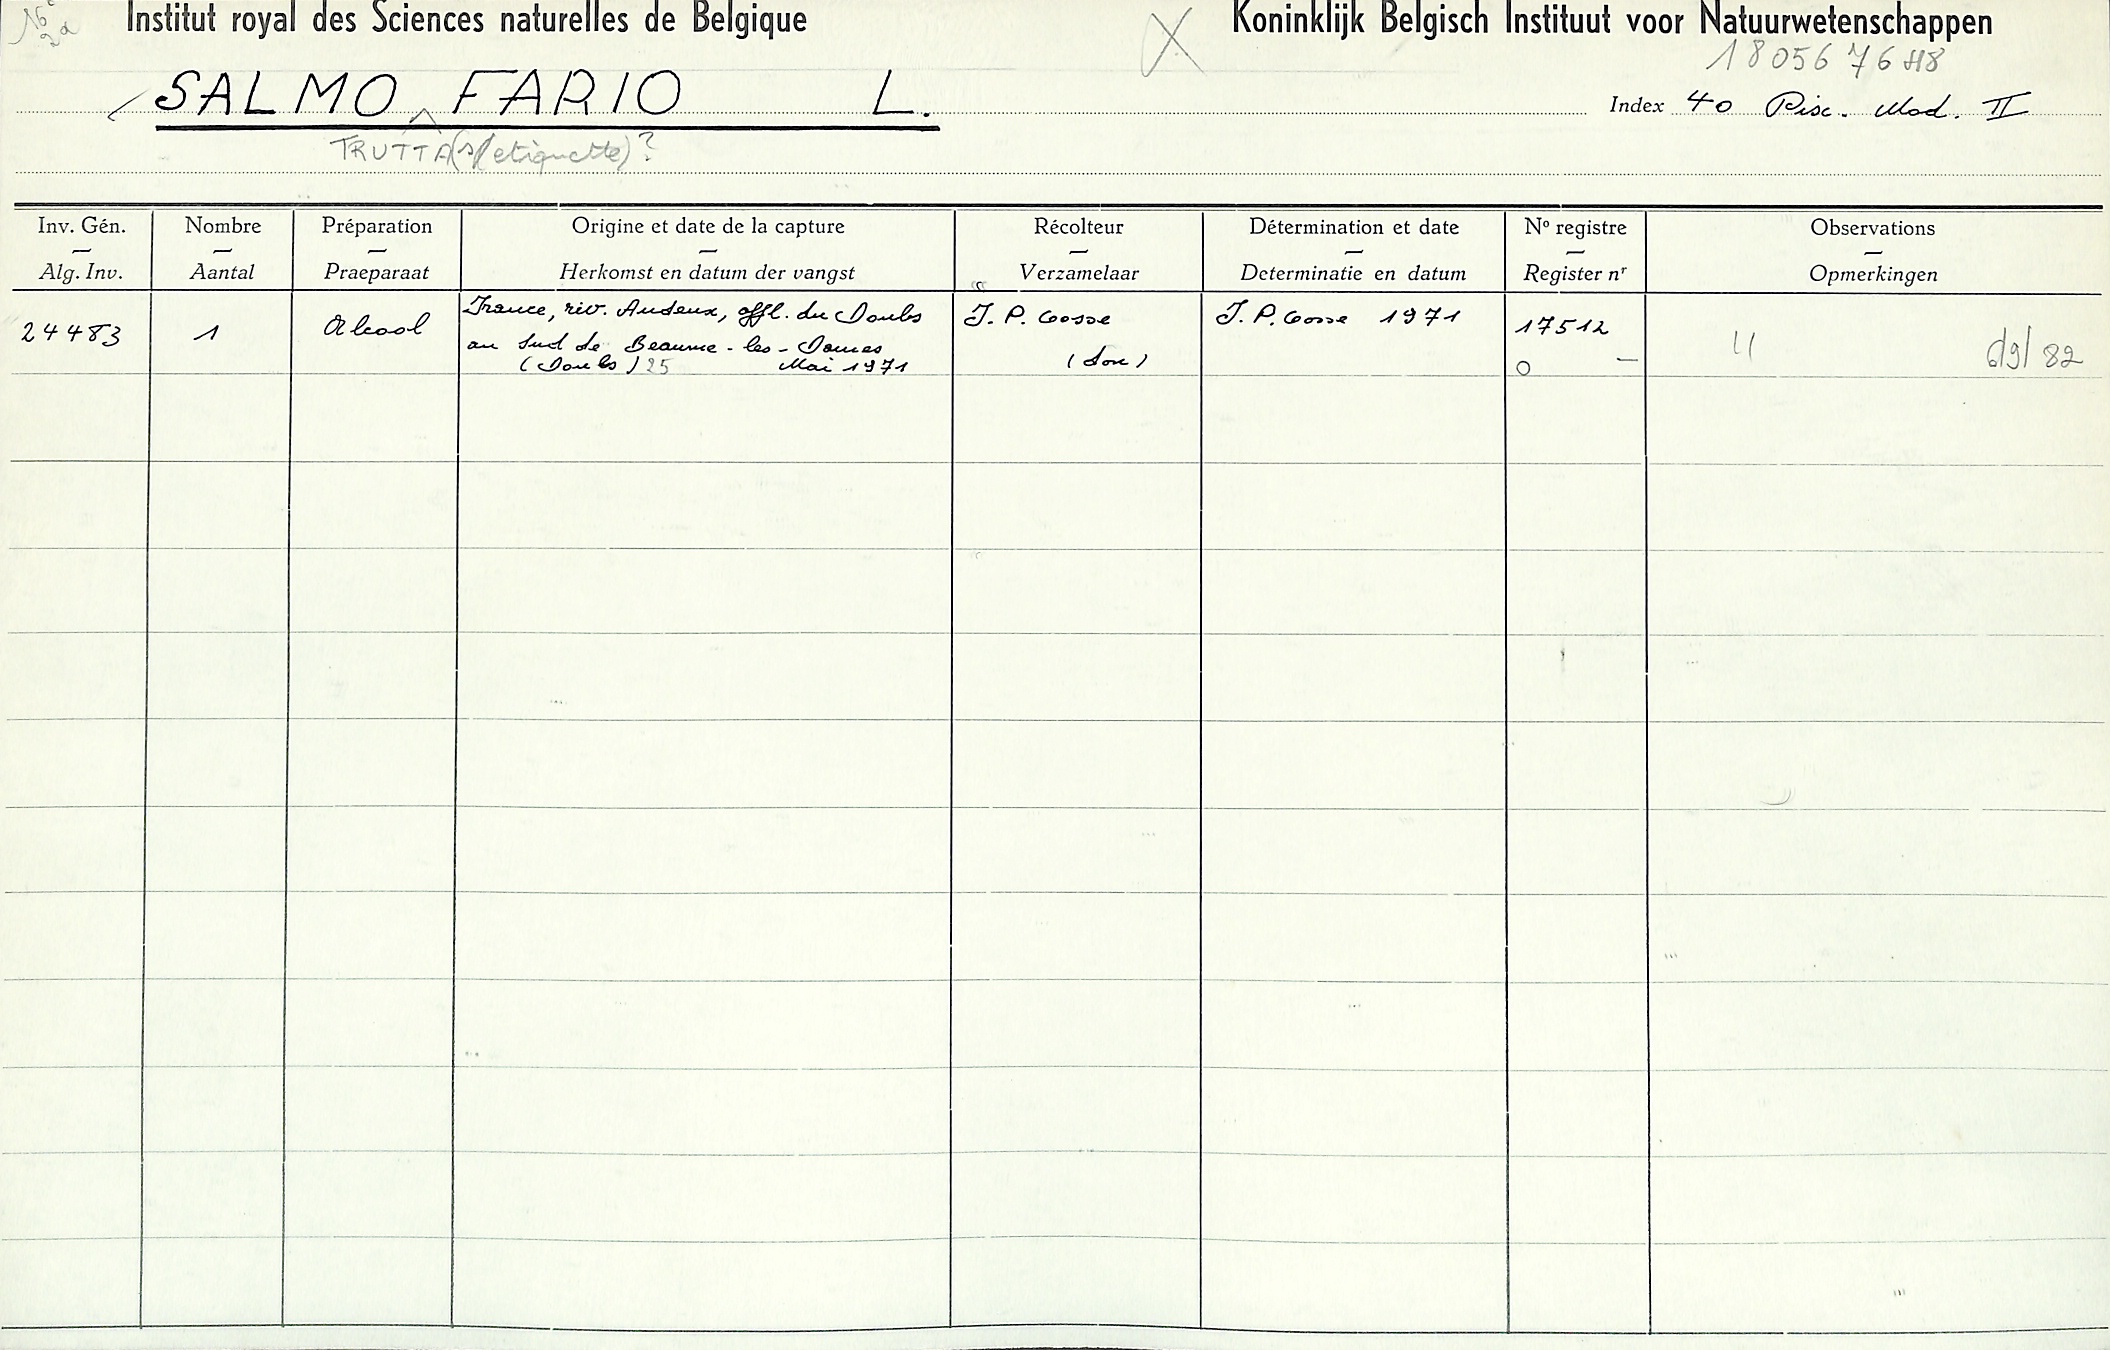 Institut royal des Sciences naturelles de Belgique
Koninklijk Belgisch Instituut voor Natuurwetenschappen
18056 76 H8
SALMO FARIO L.
Index 40 Pisc. Mod. II
TRUTTA (s/etiquette)?
Inv. Gén. Nombre Préparation Origine et date de la capture Récolteur Détermination et date Nº registre Observations
Alg. Inv. Aantal Praeparaat Herkomst en datum der vangst Verzamelaar Determinatie en datum Register nr Opmerkingen
24483 1 Alcool France, riv. Audeux, affl. du Doubs J. P. Gosse J. P. Gosse 1971 17512
au sud de Beaume-les-Dames (don) 6/9/82
(Doubs) 25 Mai 1971